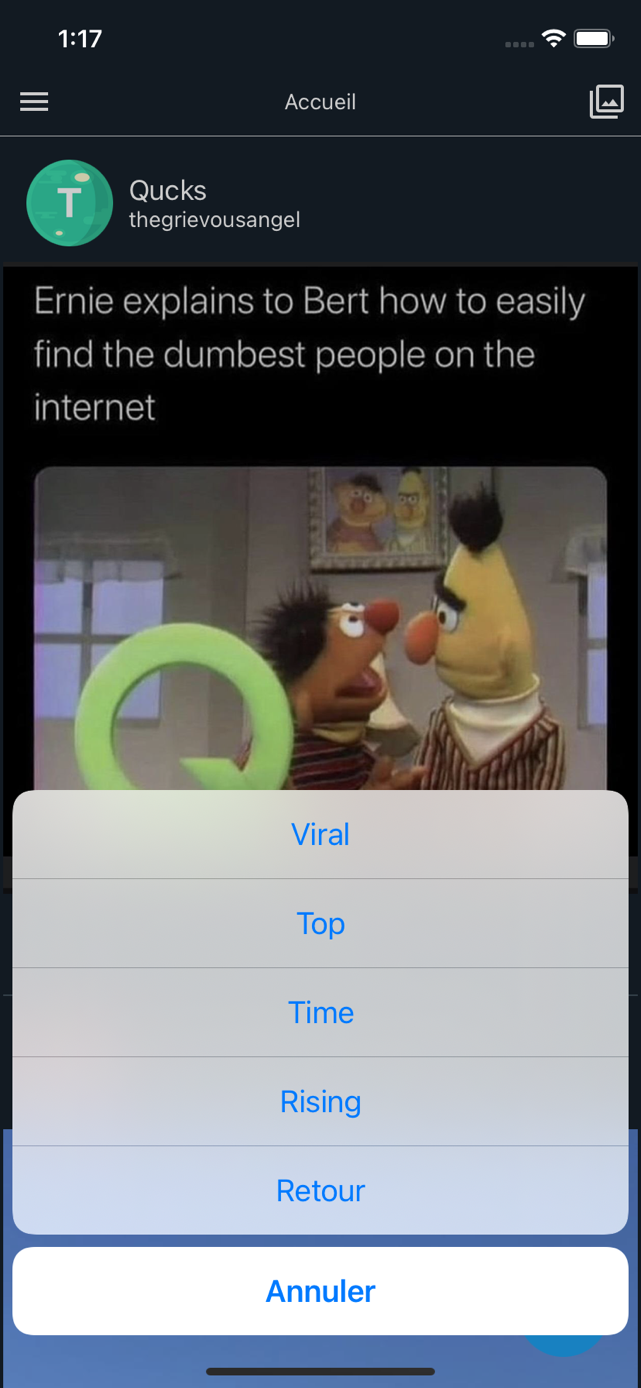 1:17
Accueil
T
Qucks
thegrievousangel
Ernie explains to Bert how to easily
find the dumbest people on the
internet
Q
Viral
Top
Time
Rising
Retour
Annuler